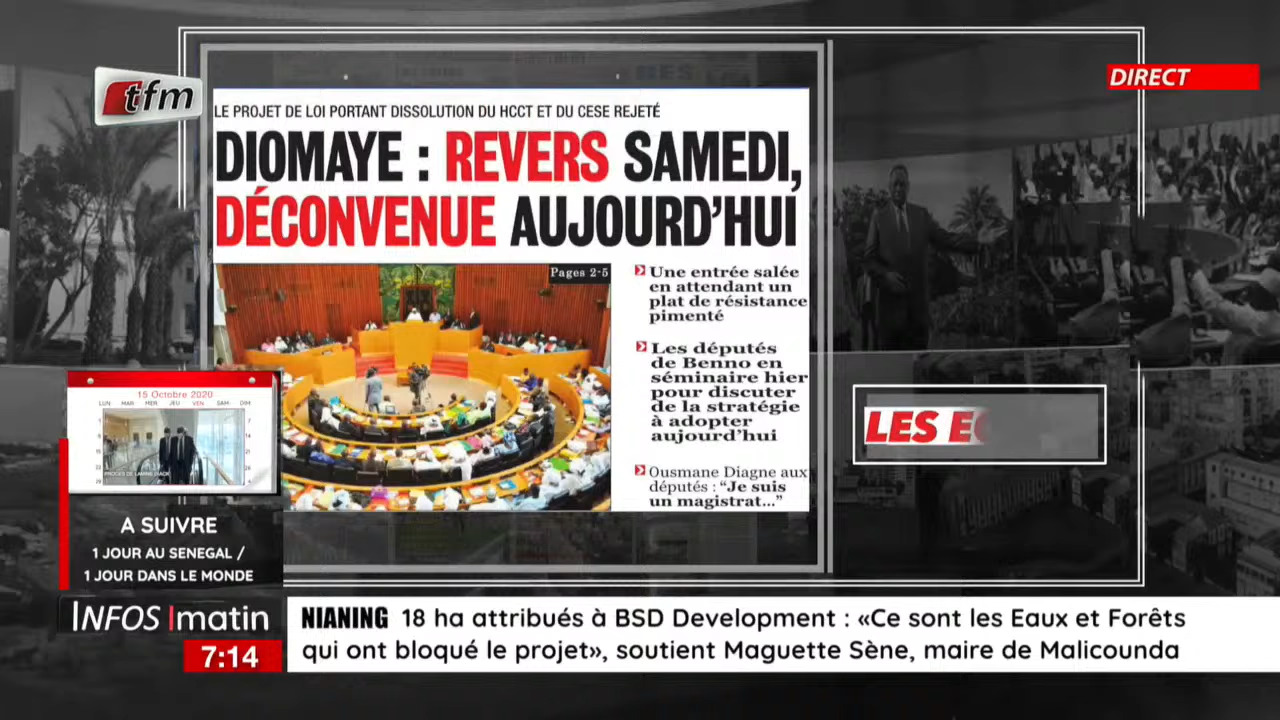 tfm
DIRECT
LE PROJET DE LOI PORTANT DISSOLUTION DU HCCT ET DU CESE REJETÉ
DIOMAYE : REVERS SAMEDI,
DÉCONVENUE AUJOURD'HUI
Pages 2-5
Une entrée salée
en attendant un
plat de résistance
pimenté
Les députés
de Benno en
séminaire hier
pour discuter
de la stratégie
à adopter
aujourd'hui
Ousmane Diagne aux
députés : "Je suis
un magistrat..."
LES E
15 Octobre 2020
LUN MAR MER JEU VEN SAM DIM
A SUIVRE
1 JOUR AU SENEGAL /
1 JOUR DANS LE MONDE
INFOS matin
7:14
NIANING 18 ha attribués à BSD Development : «Ce sont les Eaux et Forêts
qui ont bloqué le projet», soutient Maguette Sène, maire de Malicounda